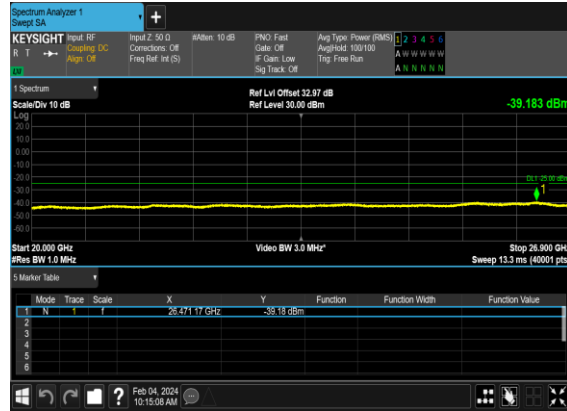 Spectrum Analyzer 1
Swept SA
+
KEYSIGHT Input: RF Input Z: 50 Ω #Atten: 10 dB PNO: Fast Avg Type: Power (RMS) 1 2 3 4 5 6
R T Coupling: DC Corrections: Off Gate: Off Avg|Hold: 100/100 A W W W W W
Align: Off Freq Ref: Int (S) IF Gain: Low Trig: Free Run
Sig Track: Off A N N N N N
1 Spectrum
Ref Lvl Offset 32.97 dB
Scale/Div 10 dB Ref Level 30.00 dBm -39.183 dBm
Log
20.0
10.0
0.00
-10.0
-20.0
DL1 -25.00 dBm
-30.0
1
-40.0
-50.0
-60.0
Start 20.000 GHz Video BW 3.0 MHz* Stop 26.900 GHz
#Res BW 1.0 MHz Sweep 13.3 ms (40001 pts)
5 Marker Table
Mode Trace Scale X Y Function Function Width Function Value
1 N 1 f 26.471 17 GHz -39.18 dBm
2
3
4
5
6
? Feb 04, 2024
10:15:08 AM